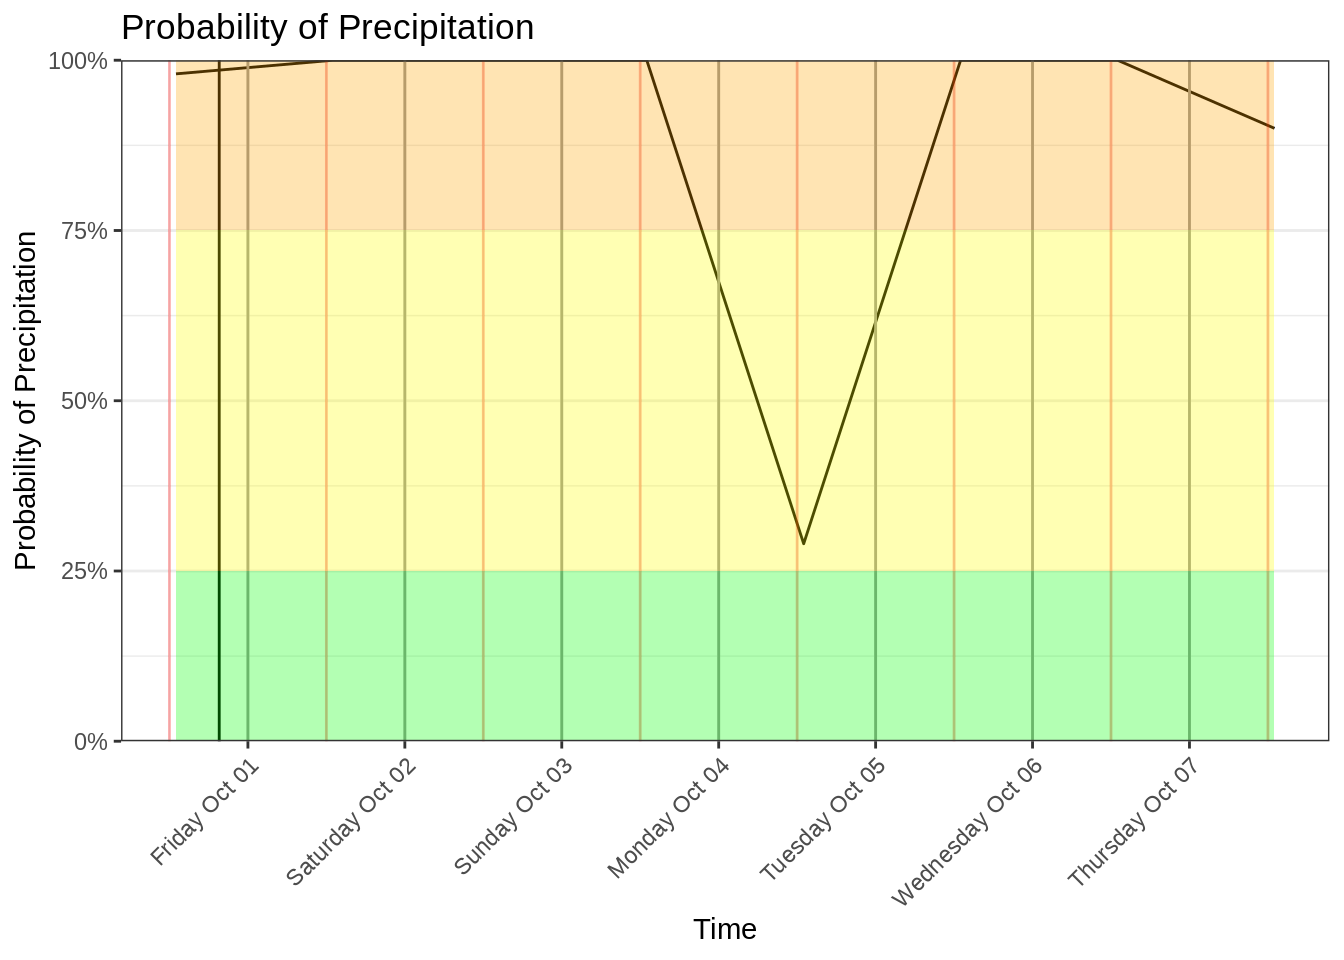 Probability of Precipitation
Probability of Precipitation
100%
75%
50%
25%
0%
Friday Oct 01
Saturday Oct 02
Sunday Oct 03
Monday Oct 04
Tuesday Oct 05
Wednesday Oct 06
Thursday Oct 07
Time